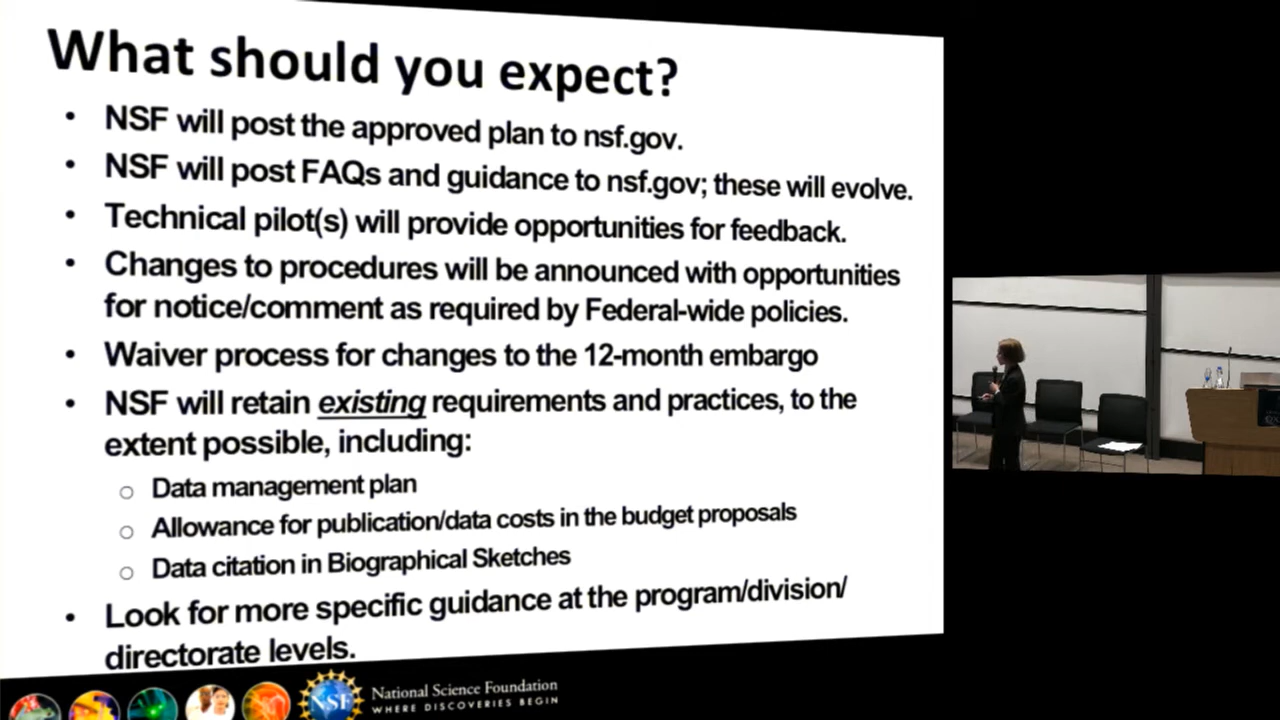 What should you expect?
• NSF will post the approved plan to nsf.gov.
• NSF will post FAQs and guidance to nsf.gov; these will evolve.
• Technical pilot(s) will provide opportunities for feedback.
• Changes to procedures will be announced with opportunities
for notice/comment as required by Federal-wide policies.
• Waiver process for changes to the 12-month embargo
• NSF will retain existing requirements and practices, to the
extent possible, including:
○ Data management plan
○ Allowance for publication/data costs in the budget proposals
○ Data citation in Biographical Sketches
• Look for more specific guidance at the program/division/
directorate levels.
NSF
National Science Foundation
WHERE DISCOVERIES BEGIN